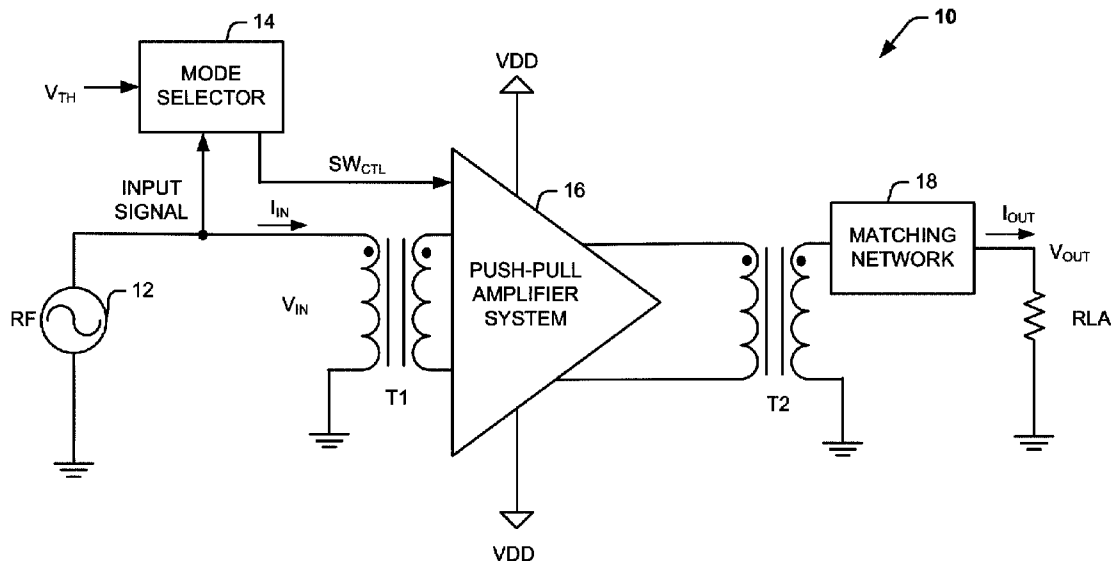 10
14
MODE
SELECTOR
VTH
VDD
SWCTL
16
18
INPUT
SIGNAL
IIN
MATCHING
NETWORK
IOUT
VOUT
PUSH-PULL
AMPLIFIER
SYSTEM
12
RF
VIN
RLA
T1
T2
VDD